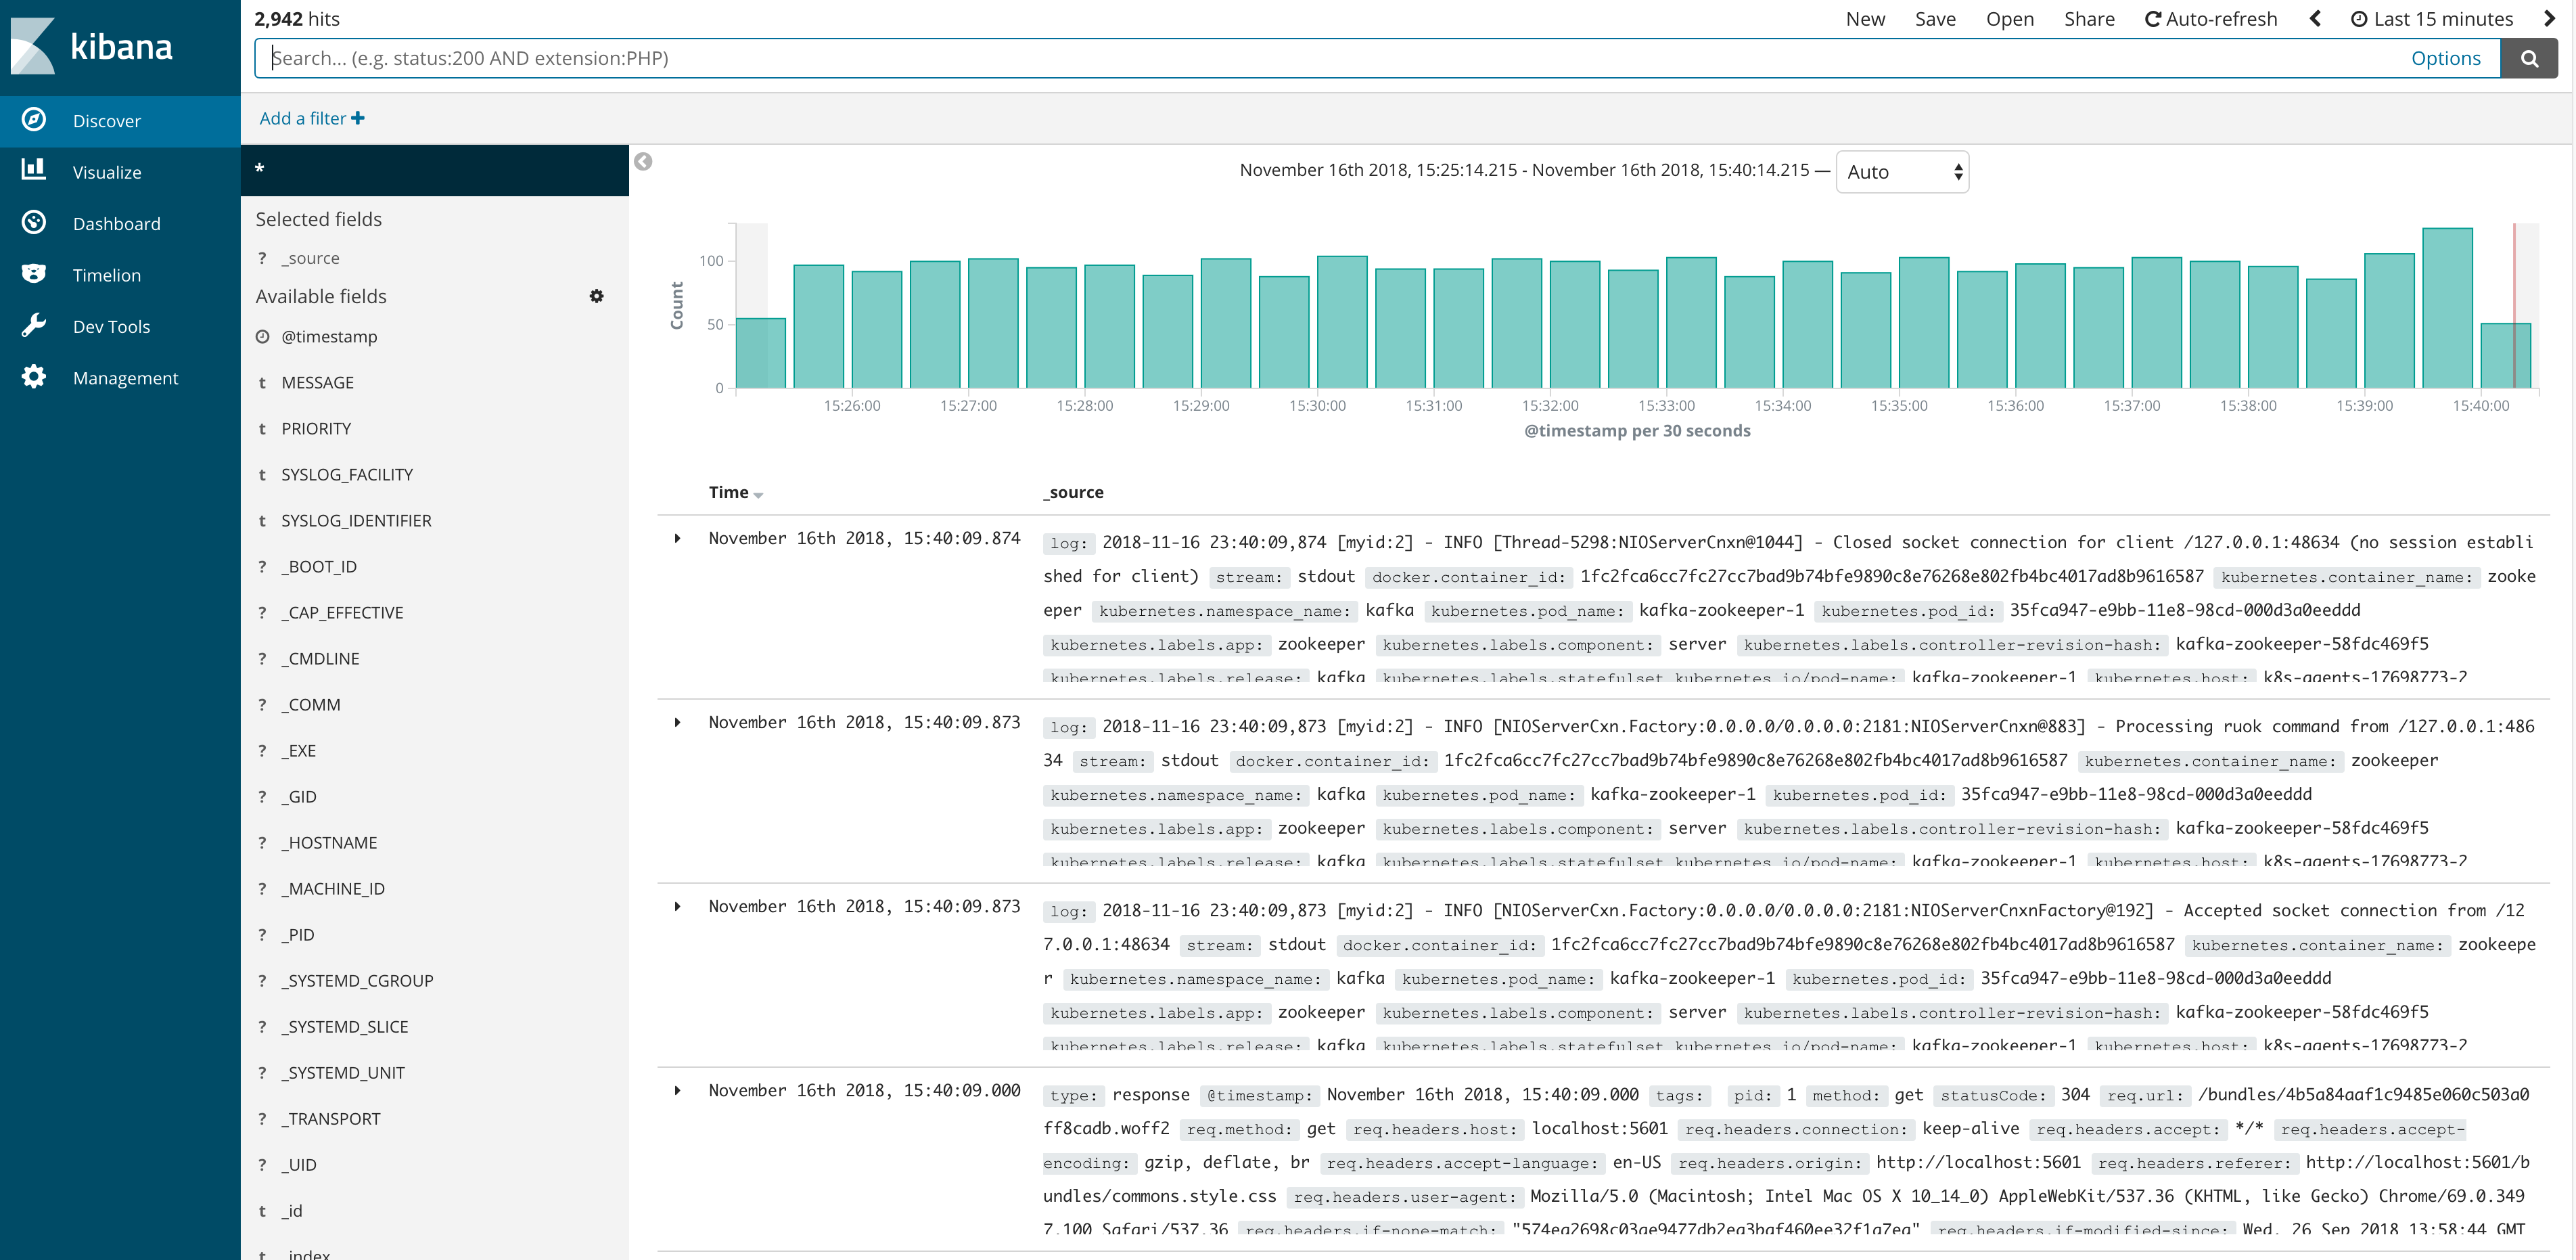 kibana
Discover
Visualize
Dashboard
Timelion
Dev Tools
Management
2,942 hits
New Save Open Share Auto-refresh Last 15 minutes
Search... (e.g. status:200 AND extension:PHP) Options
Add a filter
*
Selected fields
? _source
Available fields
@timestamp
t MESSAGE
t PRIORITY
t SYSLOG_FACILITY
t SYSLOG_IDENTIFIER
? _BOOT_ID
? _CAP_EFFECTIVE
? _CMDLINE
? _COMM
? _EXE
? _GID
? _HOSTNAME
? _MACHINE_ID
? _PID
? _SYSTEMD_CGROUP
? _SYSTEMD_SLICE
? _SYSTEMD_UNIT
? _TRANSPORT
? _UID
t _id
t _index
November 16th 2018, 15:25:14.215 - November 16th 2018, 15:40:14.215 — Auto
Count
100
50
0
15:26:00 15:27:00 15:28:00 15:29:00 15:30:00 15:31:00 15:32:00 15:33:00 15:34:00 15:35:00 15:36:00 15:37:00 15:38:00 15:39:00 15:40:00
@timestamp per 30 seconds
Time _source
November 16th 2018, 15:40:09.874 log: 2018-11-16 23:40:09,874 [myid:2] - INFO [Thread-5298:NIOServerCnxn@1044] - Closed socket connection for client /127.0.0.1:48634 (no session establi
shed for client) stream: stdout docker.container_id: 1fc2fca6cc7fc27cc7bad9b74bfe9890c8e76268e802fb4bc4017ad8b9616587 kubernetes.container_name: zooke
eper kubernetes.namespace_name: kafka kubernetes.pod_name: kafka-zookeeper-1 kubernetes.pod_id: 35fca947-e9bb-11e8-98cd-000d3a0eeddd
kubernetes.labels.app: zookeeper kubernetes.labels.component: server kubernetes.labels.controller-revision-hash: kafka-zookeeper-58fdc469f5
kubernetes.labels.release: kafka kubernetes.labels.statefulset.kubernetes.io/pod-name: kafka-zookeeper-1 kubernetes.host: k8s-agents-17698773-2
November 16th 2018, 15:40:09.873 log: 2018-11-16 23:40:09,873 [myid:2] - INFO [NIOServerCxn.Factory:0.0.0.0/0.0.0.0:2181:NIOServerCnxn@883] - Processing ruok command from /127.0.0.1:486
34 stream: stdout docker.container_id: 1fc2fca6cc7fc27cc7bad9b74bfe9890c8e76268e802fb4bc4017ad8b9616587 kubernetes.container_name: zookeeper
kubernetes.namespace_name: kafka kubernetes.pod_name: kafka-zookeeper-1 kubernetes.pod_id: 35fca947-e9bb-11e8-98cd-000d3a0eeddd
kubernetes.labels.app: zookeeper kubernetes.labels.component: server kubernetes.labels.controller-revision-hash: kafka-zookeeper-58fdc469f5
kubernetes.labels.release: kafka kubernetes.labels.statefulset.kubernetes.io/pod-name: kafka-zookeeper-1 kubernetes.host: k8s-agents-17698773-2
November 16th 2018, 15:40:09.873 log: 2018-11-16 23:40:09,873 [myid:2] - INFO [NIOServerCxn.Factory:0.0.0.0/0.0.0.0:2181:NIOServerCnxnFactory@192] - Accepted socket connection from /12
7.0.0.1:48634 stream: stdout docker.container_id: 1fc2fca6cc7fc27cc7bad9b74bfe9890c8e76268e802fb4bc4017ad8b9616587 kubernetes.container_name: zookeepe
r kubernetes.namespace_name: kafka kubernetes.pod_name: kafka-zookeeper-1 kubernetes.pod_id: 35fca947-e9bb-11e8-98cd-000d3a0eeddd
kubernetes.labels.app: zookeeper kubernetes.labels.component: server kubernetes.labels.controller-revision-hash: kafka-zookeeper-58fdc469f5
kubernetes.labels.release: kafka kubernetes.labels.statefulset.kubernetes.io/pod-name: kafka-zookeeper-1 kubernetes.host: k8s-agents-17698773-2
November 16th 2018, 15:40:09.000 type: response @timestamp: November 16th 2018, 15:40:09.000 tags: pid: 1 method: get statusCode: 304 req.url: /bundles/4b5a84aaf1c9485e060c503a0
ff8cadb.woff2 req.method: get req.headers.host: localhost:5601 req.headers.connection: keep-alive req.headers.accept: */* req.headers.accept-
encoding: gzip, deflate, br req.headers.accept-language: en-US req.headers.origin: http://localhost:5601 req.headers.referer: http://localhost:5601/b
undles/commons.style.css req.headers.user-agent: Mozilla/5.0 (Macintosh; Intel Mac OS X 10_14_0) AppleWebKit/537.36 (KHTML, like Gecko) Chrome/69.0.349
7.100 Safari/537.36 req.headers.if-none-match: "574ea2698c03ae9477db2ea3baf460ee32f1a7ea" req.headers.if-modified-since: Wed, 26 Sep 2018 13:58:44 GMT